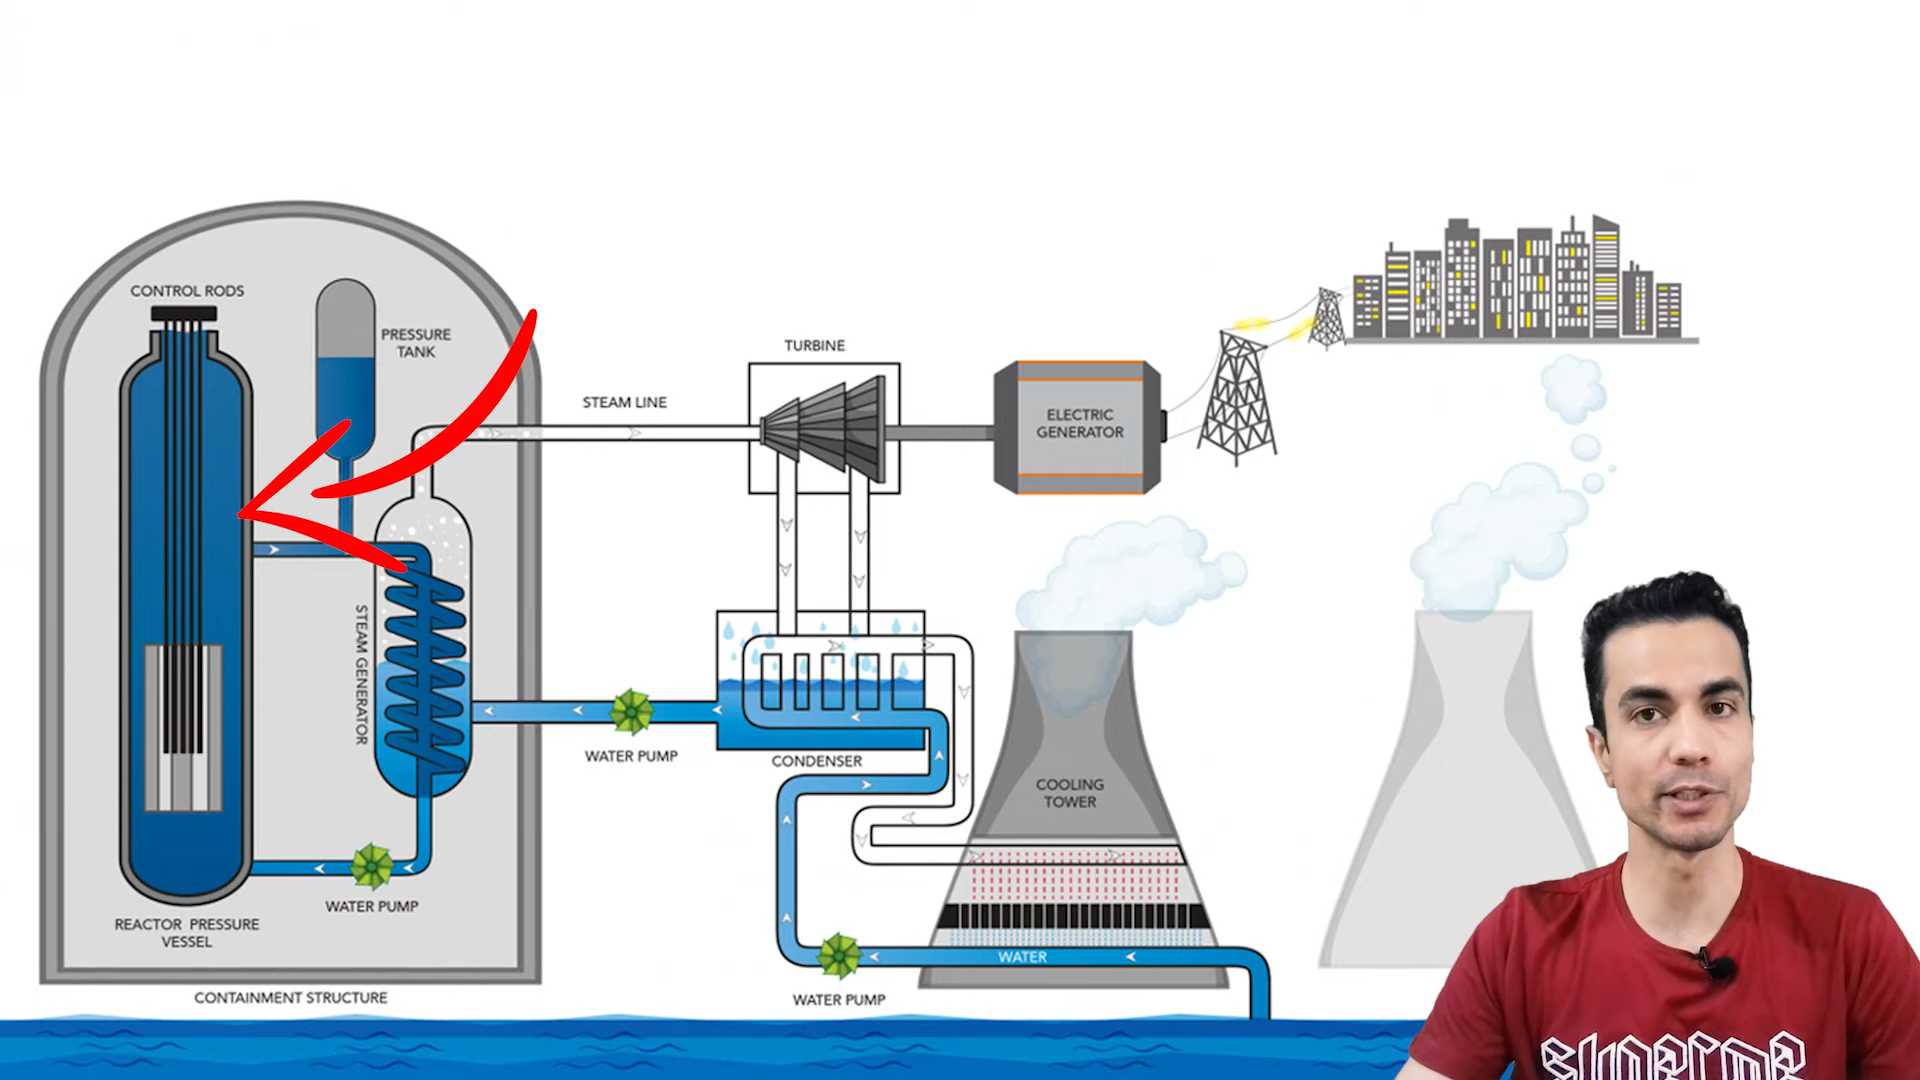 CONTROL RODS
PRESSURE
TANK
TURBINE
STEAM LINE
ELECTRIC
GENERATOR
STEAM GENERATOR
WATER PUMP
CONDENSER
COOLING
TOWER
WATER PUMP
REACTOR PRESSURE
VESSEL
WATER
WATER PUMP
CONTAINMENT STRUCTURE